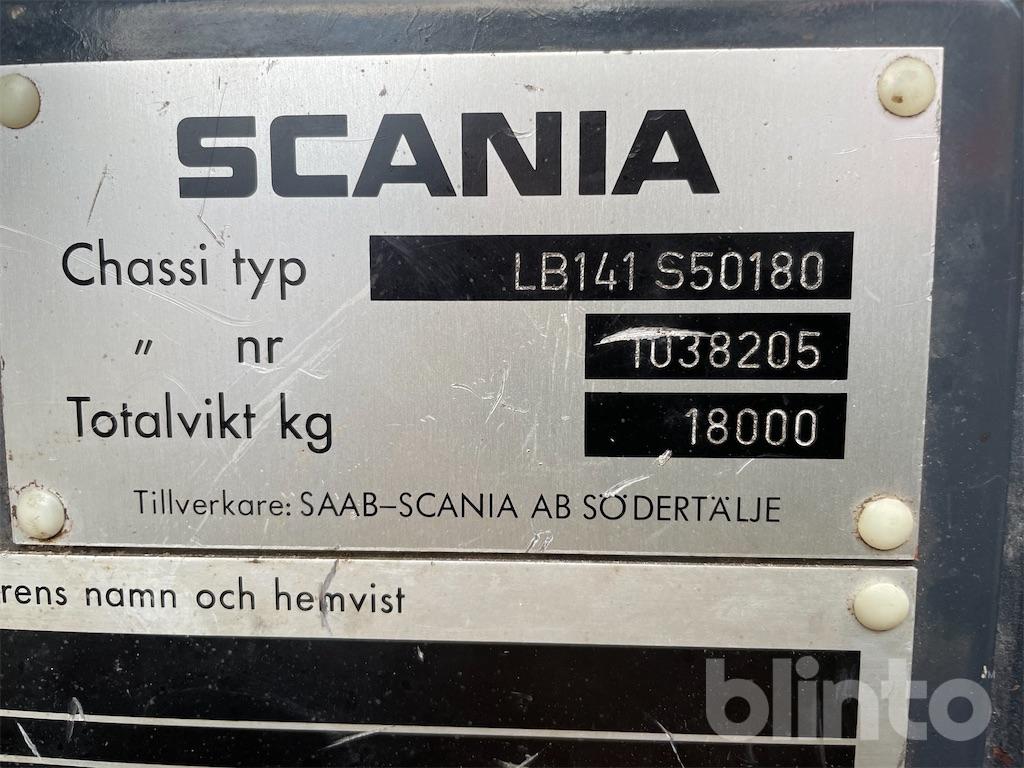 SCANIA
Chassi typ LB141 S50180
" nr 1038205
Totalvikt kg 18000
Tillverkare: SAAB-SCANIA AB SÖDERTÄLJE
rens namn och hemvist
blinto